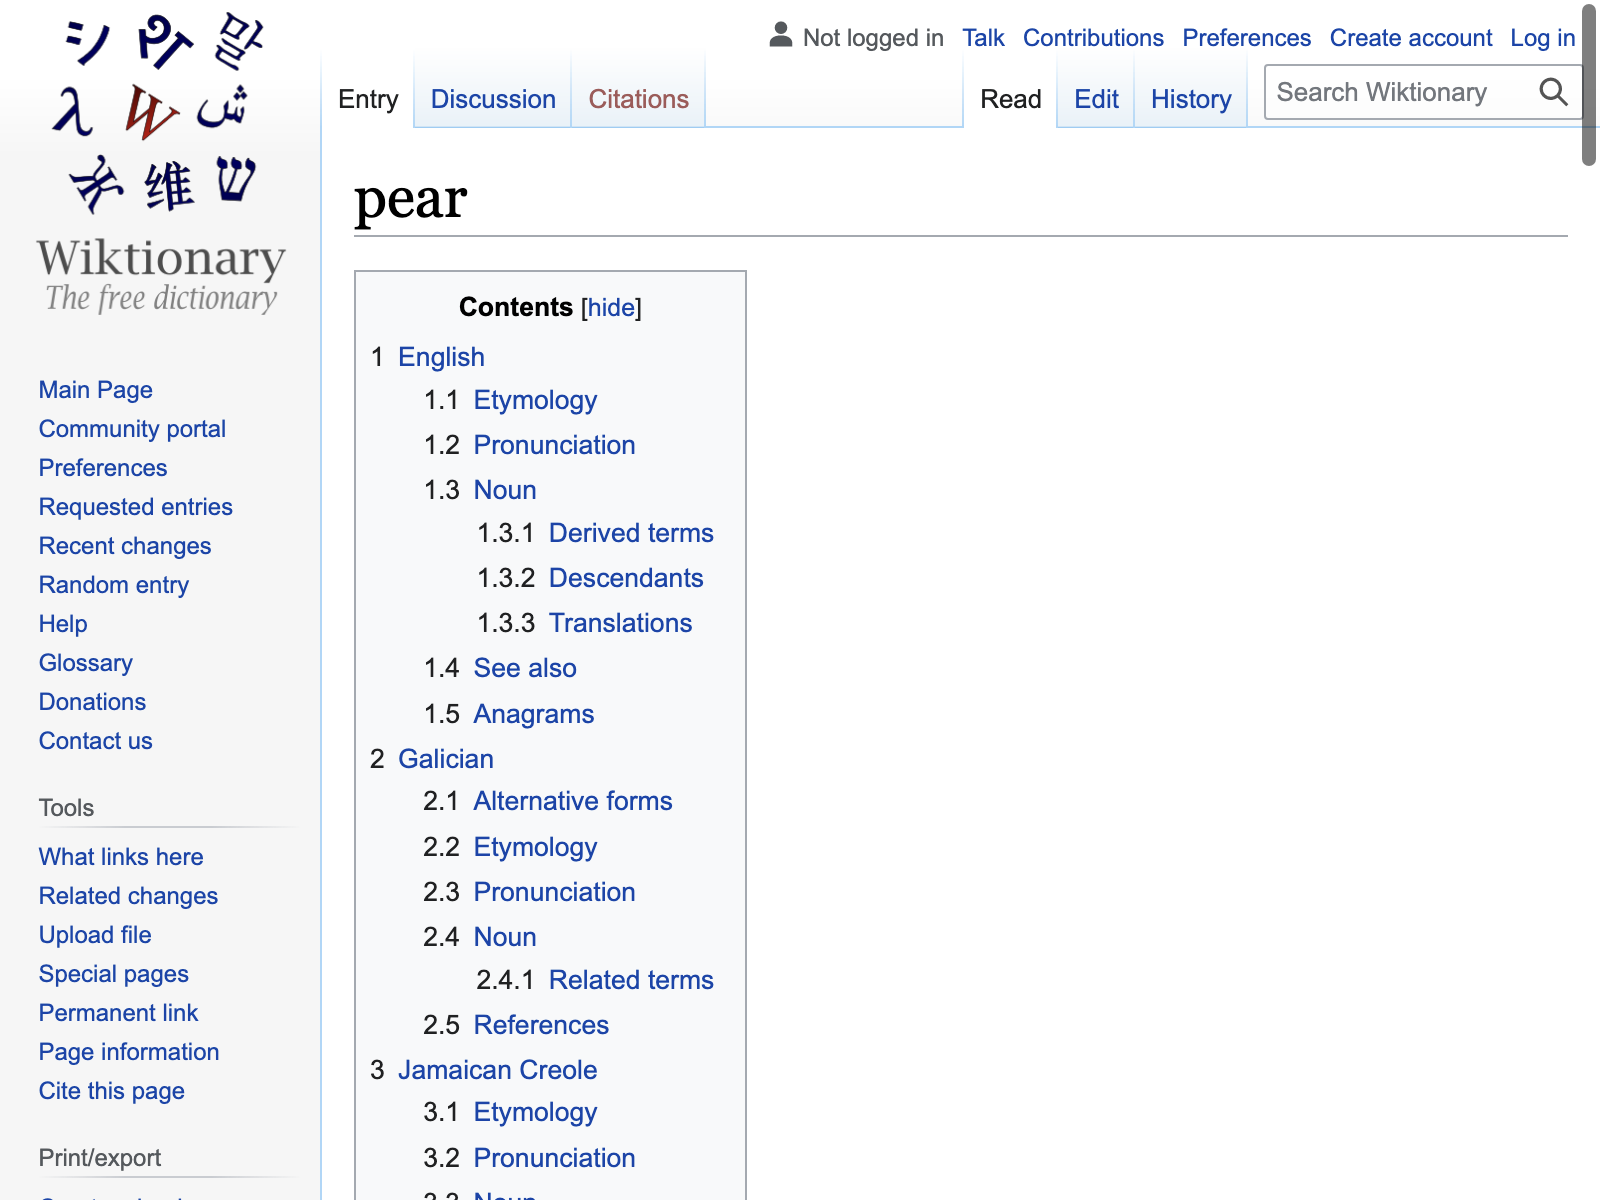 Not logged in Talk Contributions Preferences Create account Log in
Entry Discussion Citations Read Edit History Search Wiktionary
シ 말
λ W ش
维 ש
Wiktionary
The free dictionary
Main Page
Community portal
Preferences
Requested entries
Recent changes
Random entry
Help
Glossary
Donations
Contact us
Tools
What links here
Related changes
Upload file
Special pages
Permanent link
Page information
Cite this page
Print/export
pear
Contents [hide]
1 English
1.1 Etymology
1.2 Pronunciation
1.3 Noun
1.3.1 Derived terms
1.3.2 Descendants
1.3.3 Translations
1.4 See also
1.5 Anagrams
2 Galician
2.1 Alternative forms
2.2 Etymology
2.3 Pronunciation
2.4 Noun
2.4.1 Related terms
2.5 References
3 Jamaican Creole
3.1 Etymology
3.2 Pronunciation
3.3 Noun